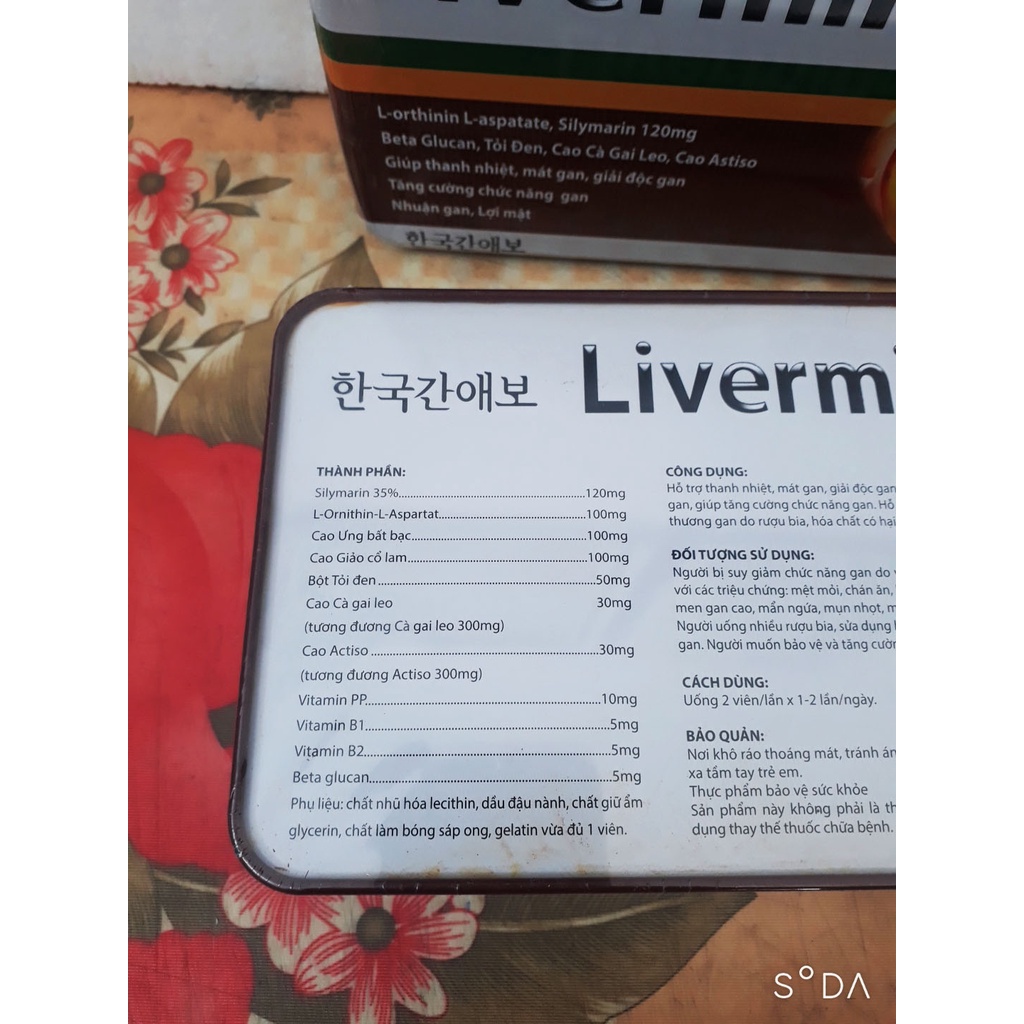 L-orthinin L-aspatate, Silymarin 120mg
Beta Glucan, Tỏi Đen, Cao Cà Gai Leo, Cao Astiso
Giúp thanh nhiệt, mát gan, giải độc gan
Tăng cường chức năng gan
Nhuận gan, Lợi mật
한국간애보
한국간애보
Liverm
THÀNH PHẦN:
Silymarin 35%.....120mg
L-Ornithin-L-Aspartat.....100mg
Cao Ưng bất bạc.....100mg
Cao Giảo cổ lam.....100mg
Bột Tỏi đen.....50mg
Cao Cà gai leo 30mg
(tương đương Cà gai leo 300mg)
Cao Actiso.....30mg
(tương đương Actiso 300mg)
Vitamin PP.....10mg
Vitamin B1.....5mg
Vitamin B2.....5mg
Beta glucan.....5mg
Phụ liệu: chất nhũ hóa lecithin, dầu đậu nành, chất giữ ẩm
glycerin, chất làm bóng sáp ong, gelatin vừa đủ 1 viên.
CÔNG DỤNG:
Hỗ trợ thanh nhiệt, mát gan, giải độc gan
gan, giúp tăng cường chức năng gan. Hỗ
thương gan do rượu bia, hóa chất có hại
ĐỐI TƯỢNG SỬ DỤNG:
Người bị suy giảm chức năng gan do
với các triệu chứng: mệt mỏi, chán ăn,
men gan cao, mẩn ngứa, mụn nhọt,
Người uống nhiều rượu bia, sửa dụng
gan. Người muốn bảo vệ và tăng cườn
CÁCH DÙNG:
Uống 2 viên/lần x 1-2 lần/ngày.
BẢO QUẢN:
Nơi khô ráo thoáng mát, tránh án
xa tầm tay trẻ em.
Thực phẩm bảo vệ sức khỏe
Sản phẩm này không phải là th
dụng thay thế thuốc chữa bệnh.
SODA